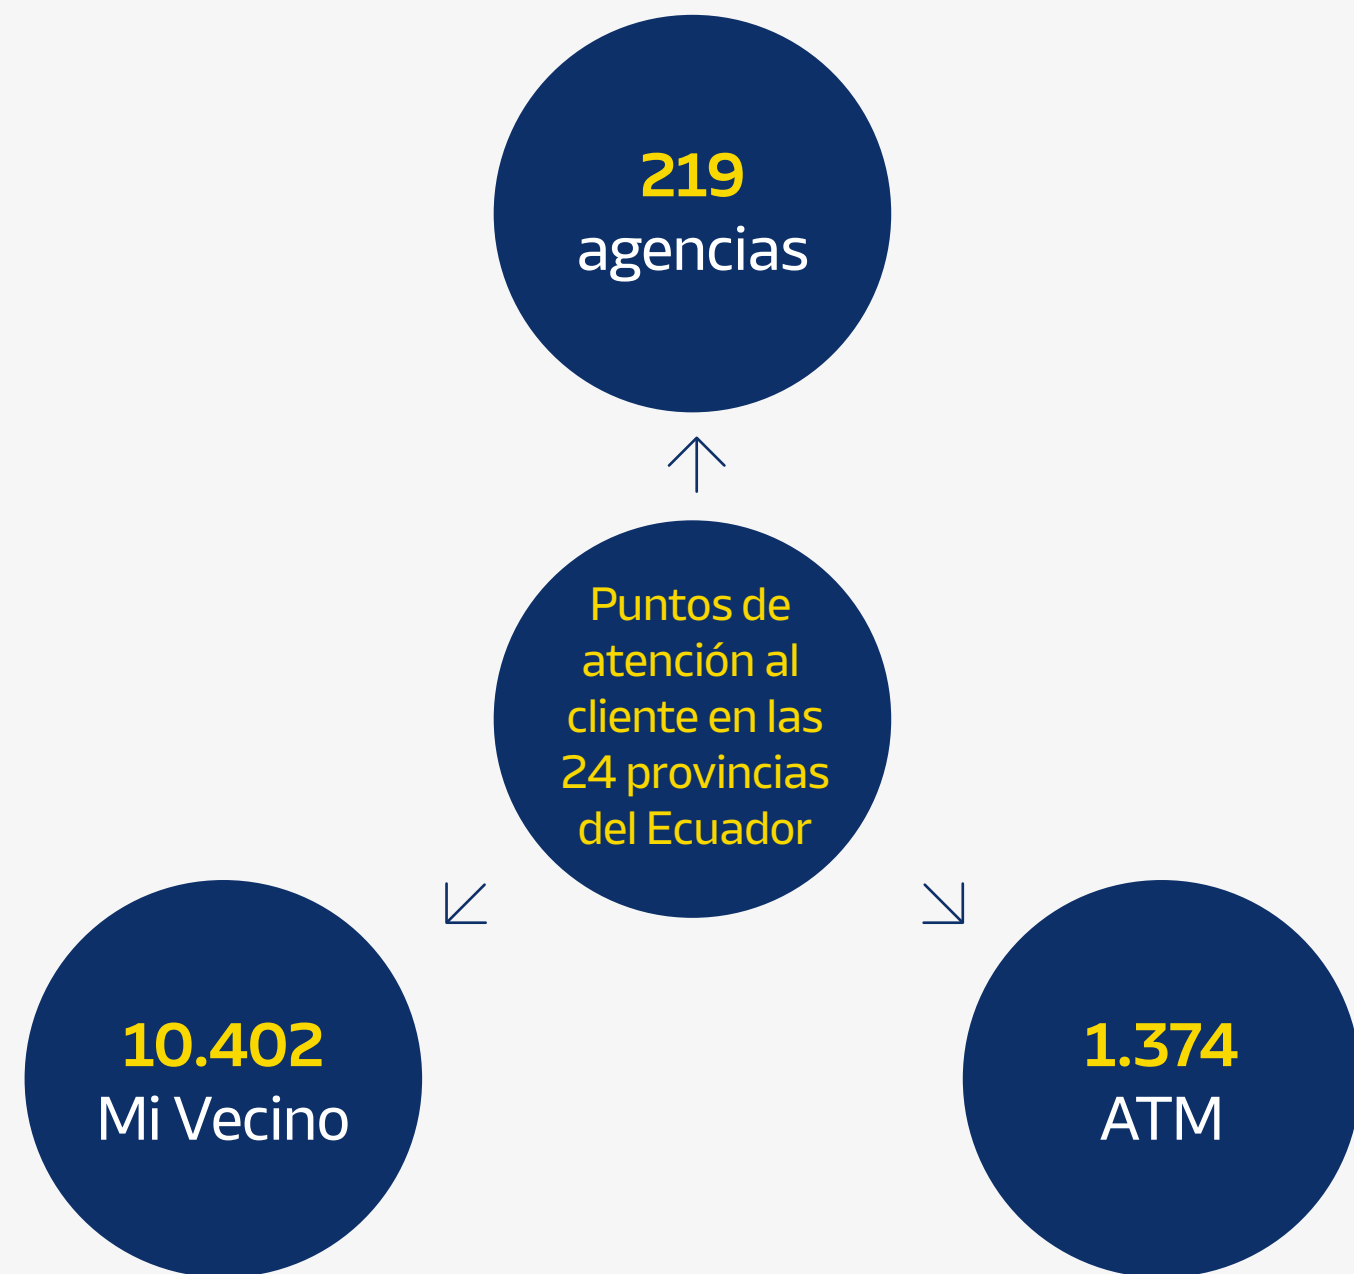 219
agencias
Puntos de
atención al
cliente en las
24 provincias
del Ecuador
10.402
Mi Vecino
1.374
ATM